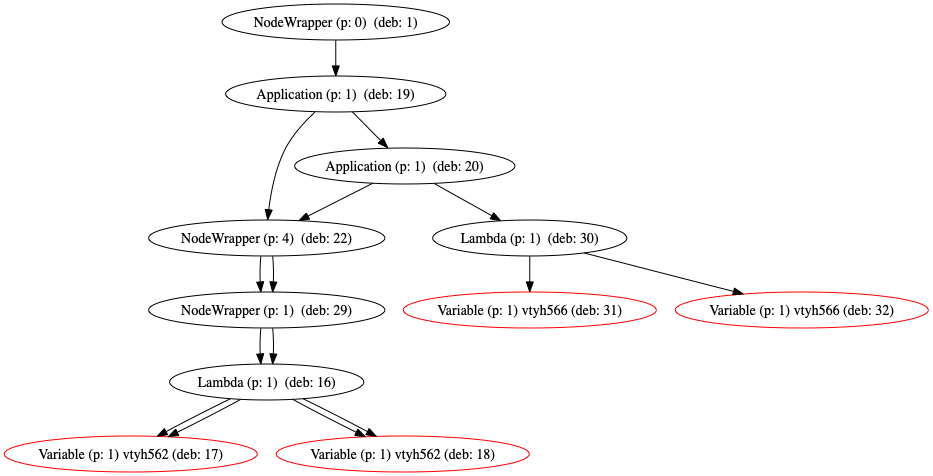 NodeWrapper (p: 0)  (deb: 1)
Application (p: 1)  (deb: 19)
Application (p: 1)  (deb: 20)
NodeWrapper (p: 4)  (deb: 22)
Lambda (p: 1)  (deb: 30)
NodeWrapper (p: 1)  (deb: 29)
Variable (p: 1) vtyh566 (deb: 31)
Variable (p: 1) vtyh566 (deb: 32)
Lambda (p: 1)  (deb: 16)
Variable (p: 1) vtyh562 (deb: 17)
Variable (p: 1) vtyh562 (deb: 18)